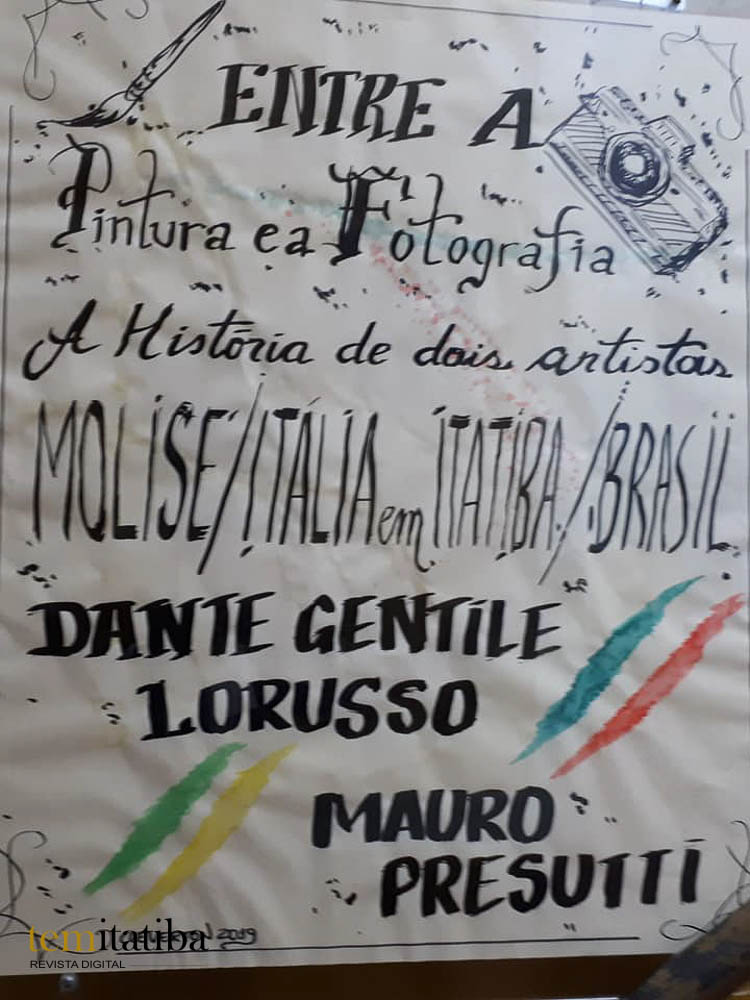 ENTRE A
Pintura e a Fotografia
A História de dois artistas
MOLISE/ITÁLIA em ITATIBA/BRASIL
DANTE GENTILE
LORUSSO
MAURO
PRESUTTI
2019
temitatiba
REVISTA DIGITAL